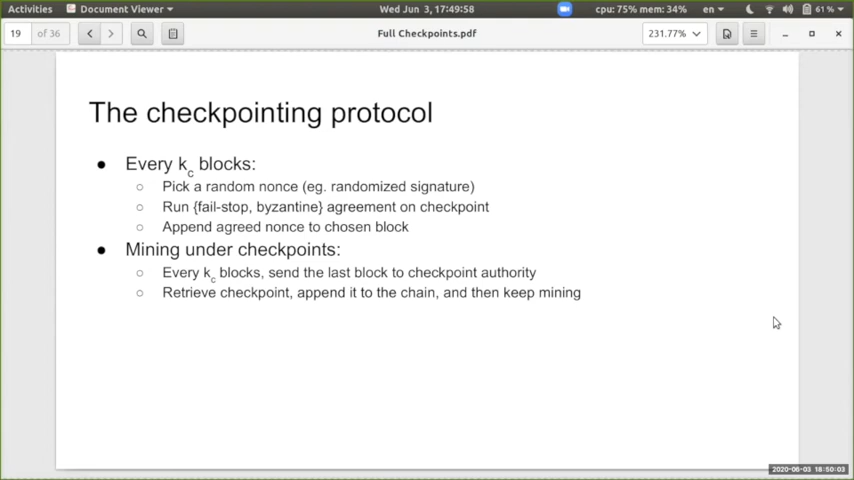 Activities Document Viewer Wed Jun 3, 17:49:58 cpu: 75% mem: 34% en 61 %
19 of 36 Full Checkpoints.pdf 231.77%
The checkpointing protocol
● Every kc blocks:
○ Pick a random nonce (eg. randomized signature)
○ Run {fail-stop, byzantine} agreement on checkpoint
○ Append agreed nonce to chosen block
● Mining under checkpoints:
○ Every kc blocks, send the last block to checkpoint authority
○ Retrieve checkpoint, append it to the chain, and then keep mining
2020-06-03 18:50:03